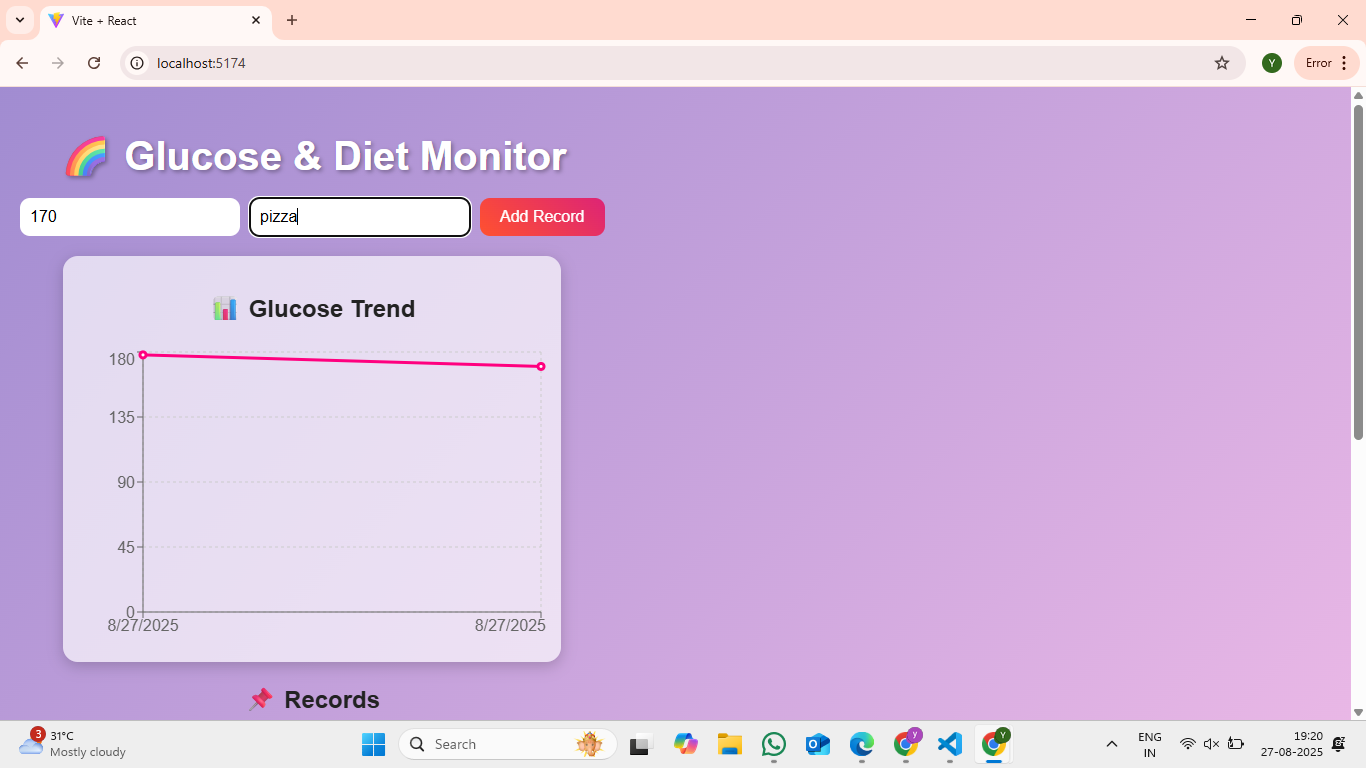 Vite + React
localhost:5174
Y
Error
🌈 Glucose & Diet Monitor
170
pizza
Add Record
📊 Glucose Trend
180
135
90
45
0
8/27/2025
8/27/2025
📌 Records
3
31°C
Mostly cloudy
Search
y
Y
ENG
IN
19:20
27-08-2025